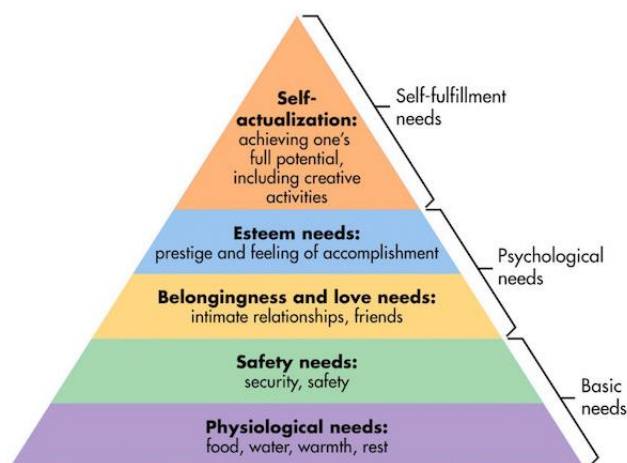 Self-
actualization:
achieving one's
full potential,
including creative
activities
Self-fulfillment
needs
Esteem needs:
prestige and feeling of accomplishment
Belongingness and love needs:
intimate relationships, friends
Psychological
needs
Safety needs:
security, safety
Physiological needs:
food, water, warmth, rest
Basic
needs